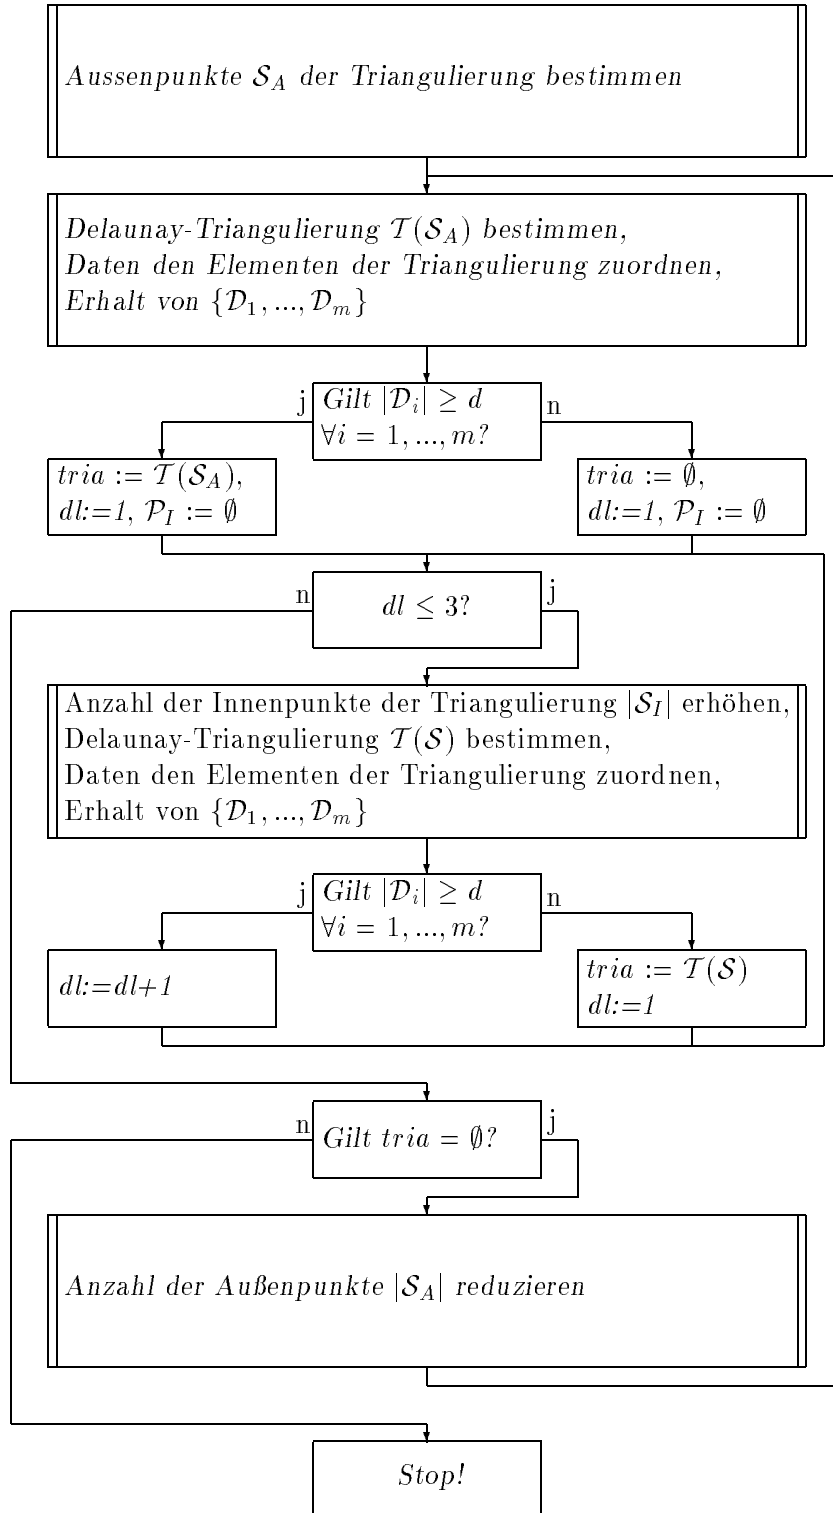 Aussenpunkte 𝒮_A der Triangulierung bestimmen
Delaunay-Triangulierung 𝒯(𝒮_A) bestimmen,
Daten den Elementen der Triangulierung zuordnen,
Erhalt von {𝒟_1, ..., 𝒟_m}
j
Gilt |𝒟_i| ≥ d
∀i = 1, ..., m?
n
tria := 𝒯(𝒮_A),
dl:=1, 𝒫_I := ∅
tria := ∅,
dl:=1, 𝒫_I := ∅
n
dl ≤ 3?
j
Anzahl der Innenpunkte der Triangulierung |𝒮_I| erhöhen,
Delaunay-Triangulierung 𝒯(𝒮) bestimmen,
Daten den Elementen der Triangulierung zuordnen,
Erhalt von {𝒟_1, ..., 𝒟_m}
j
Gilt |𝒟_i| ≥ d
∀i = 1, ..., m?
n
dl:=dl+1
tria := 𝒯(𝒮)
dl:=1
n
Gilt tria = ∅?
j
Anzahl der Außenpunkte |𝒮_A| reduzieren
Stop!